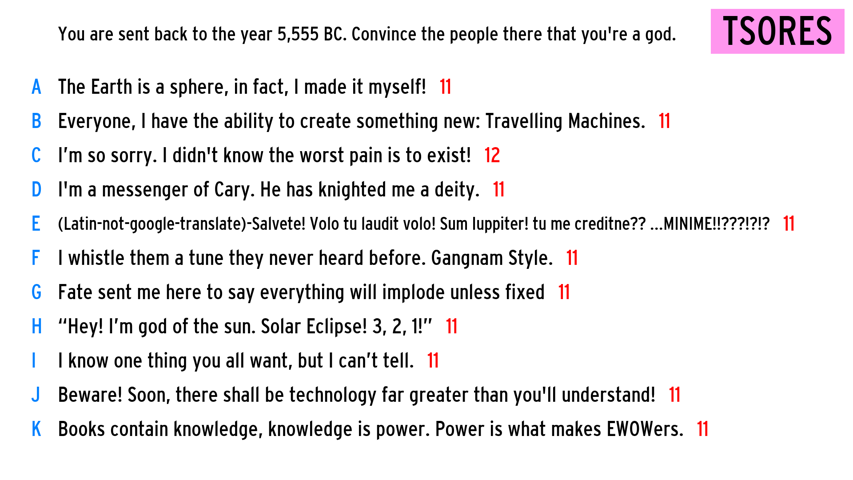 You are sent back to the year 5,555 BC. Convince the people there that you're a god.
TSORES
A The Earth is a sphere, in fact, I made it myself! 11
B Everyone, I have the ability to create something new: Travelling Machines. 11
C I’m so sorry. I didn't know the worst pain is to exist! 12
D I'm a messenger of Cary. He has knighted me a deity. 11
E (Latin-not-google-translate)-Salvete! Volo tu laudit volo! Sum Iuppiter! tu me creditne?? ...MINIME!!???!?!? 11
F I whistle them a tune they never heard before. Gangnam Style. 11
G Fate sent me here to say everything will implode unless fixed 11
H “Hey! I’m god of the sun. Solar Eclipse! 3, 2, 1!” 11
I I know one thing you all want, but I can’t tell. 11
J Beware! Soon, there shall be technology far greater than you'll understand! 11
K Books contain knowledge, knowledge is power. Power is what makes EWOWers. 11